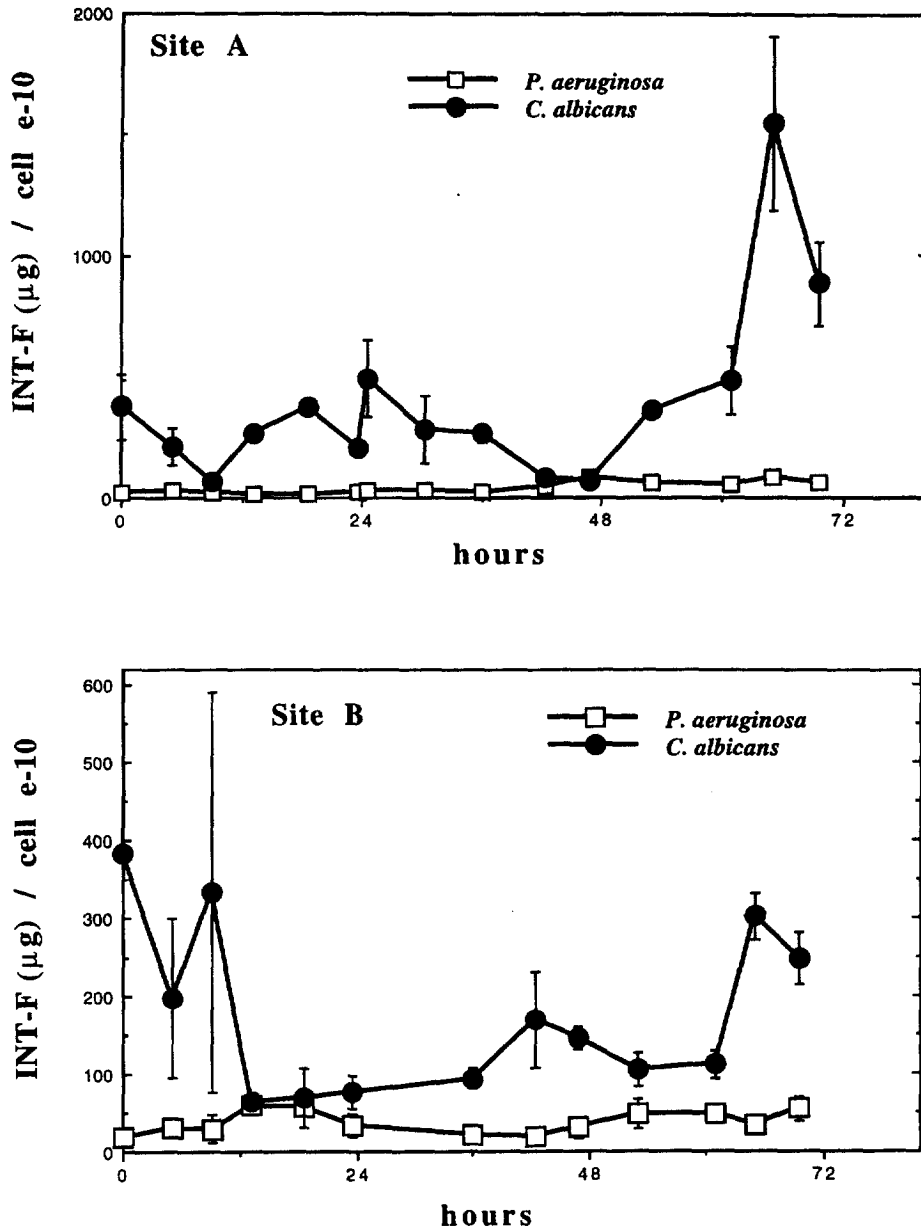 2000
Site A
P. aeruginosa
C. albicans
1000
0
INT-F (μg) / cell e-10
0 24 48 72
hours
600
Site B
P. aeruginosa
C. albicans
500
400
300
200
100
0
INT-F (μg) / cell e-10
0 24 48 72
hours